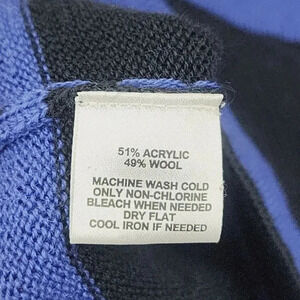 51% ACRYLIC
49% WOOL
MACHINE WASH COLD
ONLY NON-CHLORINE
BLEACH WHEN NEEDED
DRY FLAT
COOL IRON IF NEEDED